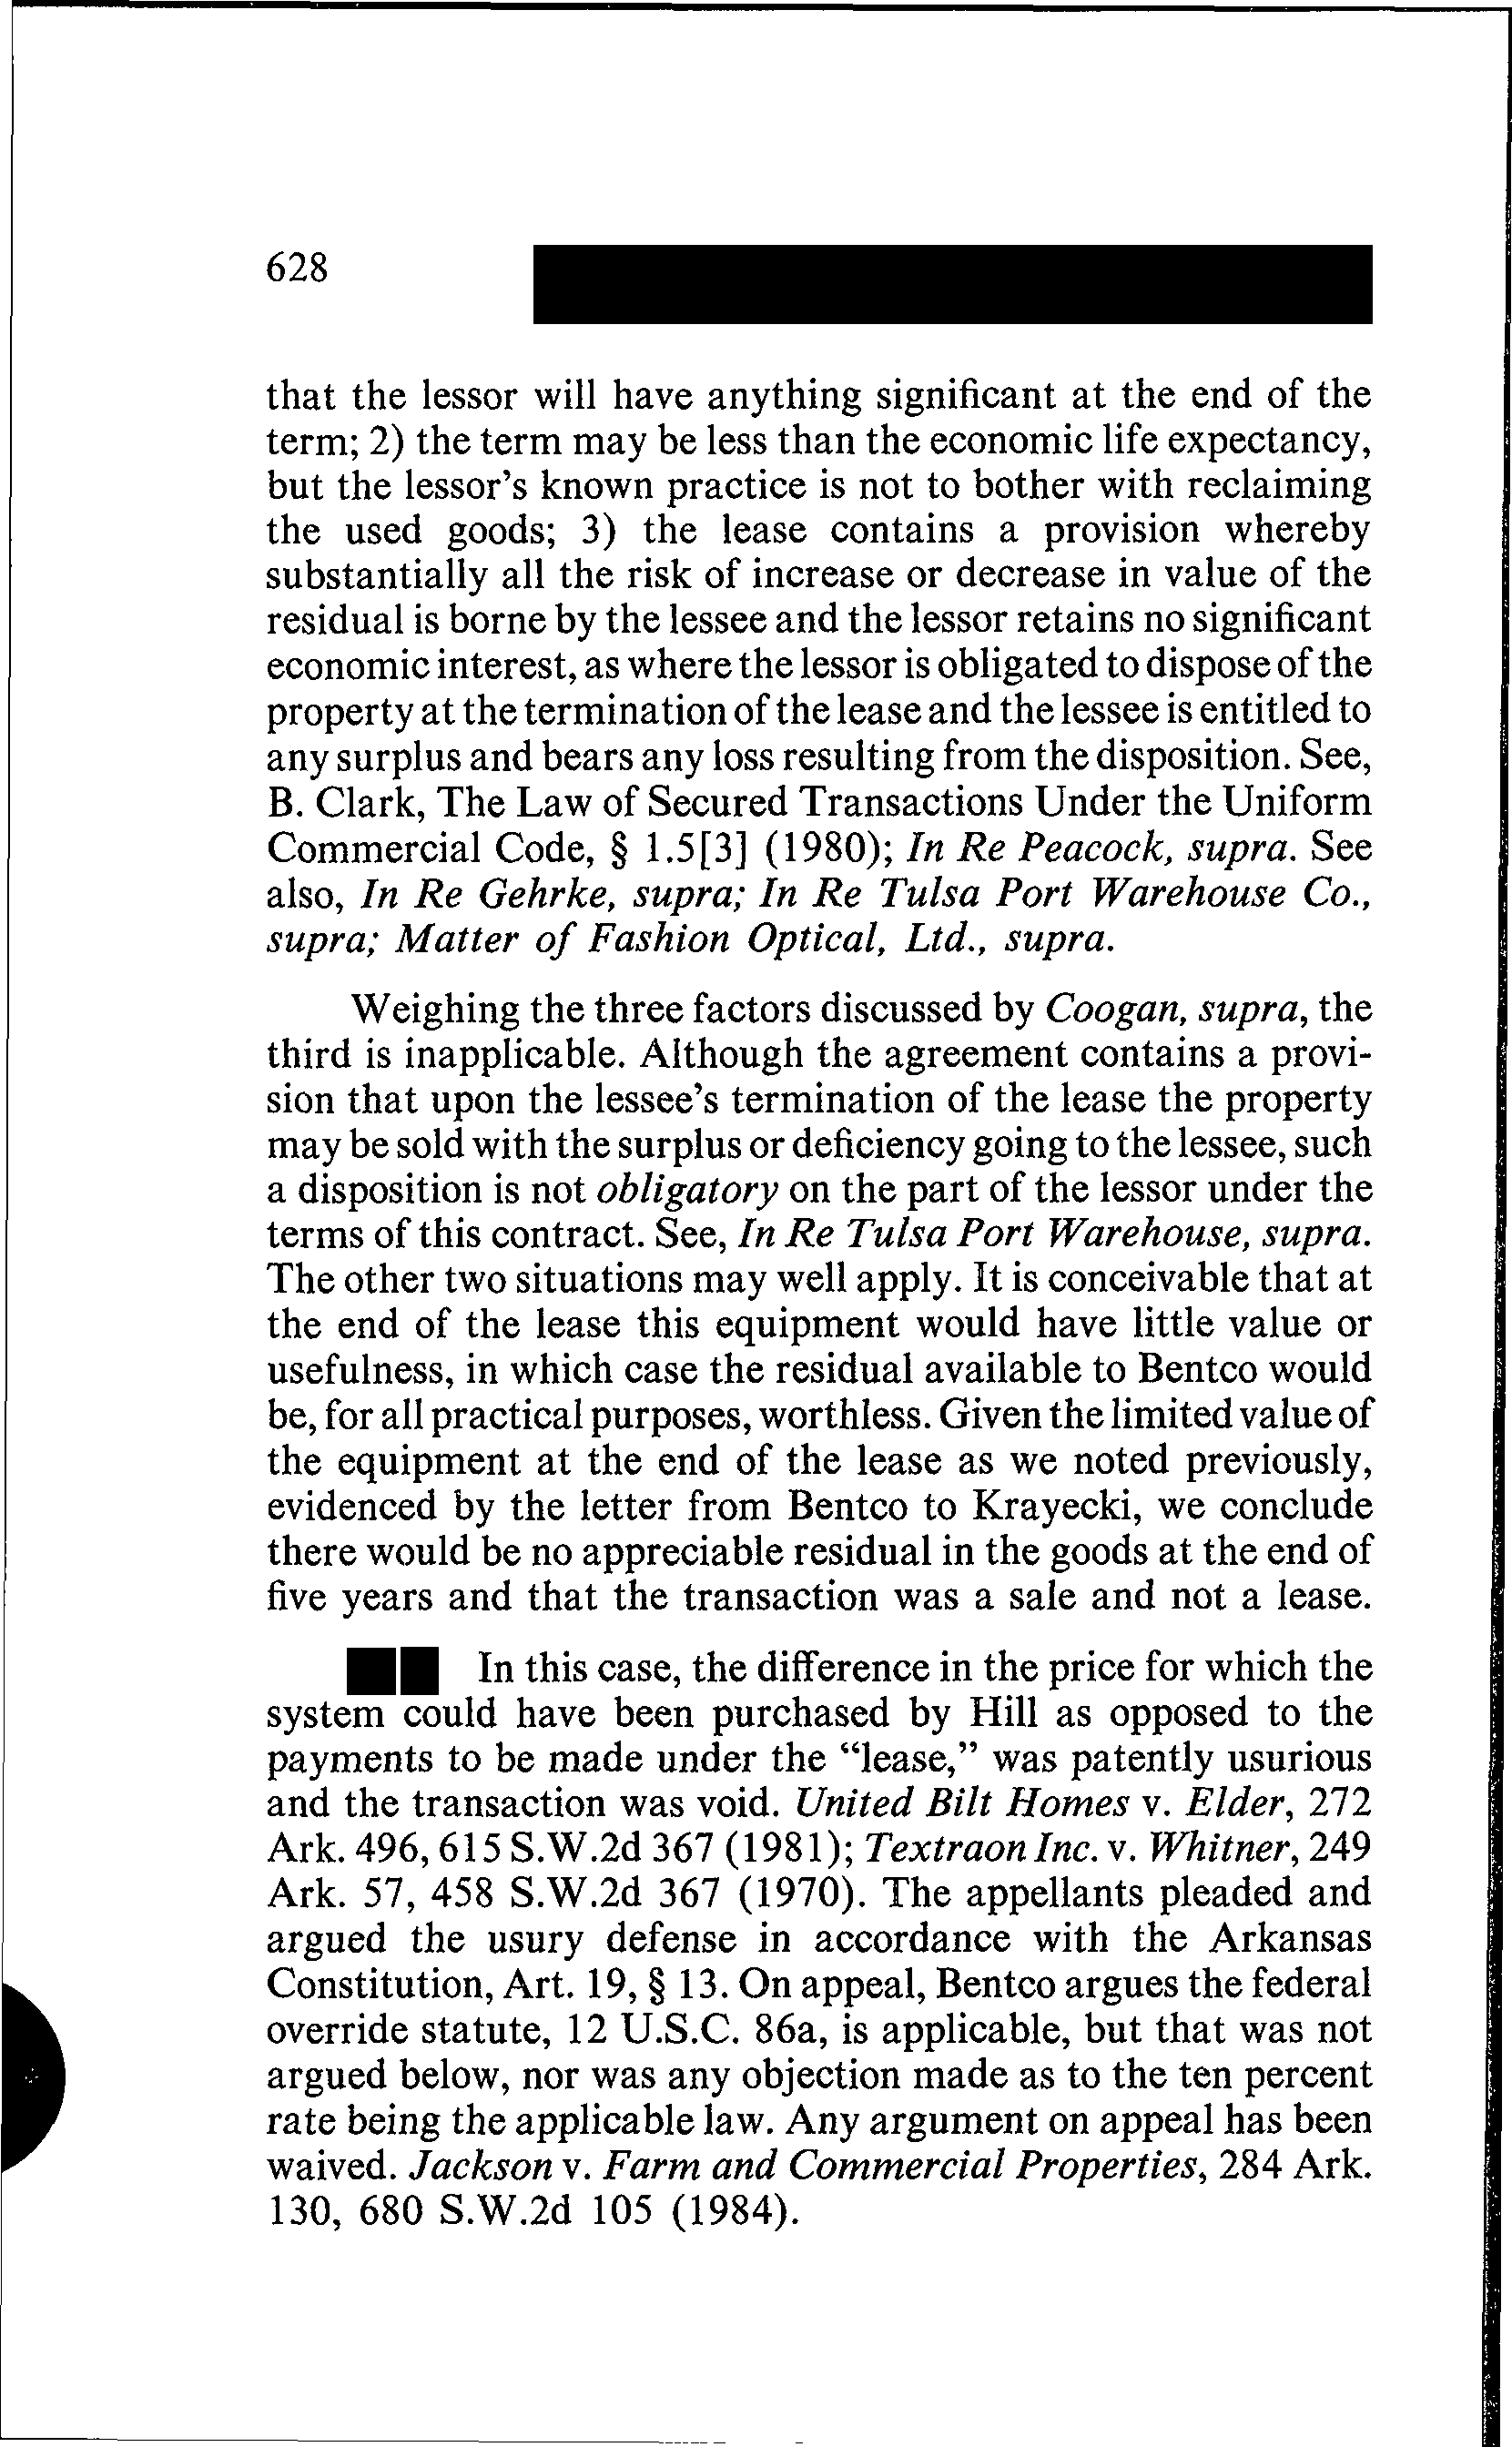 628
that the lessor will have anything significant at the end of the
term; 2) the term may be less than the economic life expectancy,
but the lessor's known practice is not to bother with reclaiming
the used goods; 3) the lease contains a provision whereby
substantially all the risk of increase or decrease in value of the
residual is borne by the lessee and the lessor retains no significant
economic interest, as where the lessor is obligated to dispose of the
property at the termination of the lease and the lessee is entitled to
any surplus and bears any loss resulting from the disposition. See,
B. Clark, The Law of Secured Transactions Under the Uniform
Commercial Code, § 1.5[3] (1980); In Re Peacock, supra. See
also, In Re Gehrke, supra; In Re Tulsa Port Warehouse Co.,
supra; Matter of Fashion Optical, Ltd., supra.
Weighing the three factors discussed by Coogan, supra, the
third is inapplicable. Although the agreement contains a provi-
sion that upon the lessee's termination of the lease the property
may be sold with the surplus or deficiency going to the lessee, such
a disposition is not obligatory on the part of the lessor under the
terms of this contract. See, In Re Tulsa Port Warehouse, supra.
The other two situations may well apply. It is conceivable that at
the end of the lease this equipment would have little value or
usefulness, in which case the residual available to Bentco would
be, for all practical purposes, worthless. Given the limited value of
the equipment at the end of the lease as we noted previously,
evidenced by the letter from Bentco to Krayecki, we conclude
there would be no appreciable residual in the goods at the end of
five years and that the transaction was a sale and not a lease.
In this case, the difference in the price for which the
system could have been purchased by Hill as opposed to the
payments to be made under the “lease,” was patently usurious
and the transaction was void. United Bilt Homes v. Elder, 272
Ark. 496, 615 S.W.2d 367 (1981); Textraon Inc. v. Whitner, 249
Ark. 57, 458 S.W.2d 367 (1970). The appellants pleaded and
argued the usury defense in accordance with the Arkansas
Constitution, Art. 19, § 13. On appeal, Bentco argues the federal
override statute, 12 U.S.C. 86a, is applicable, but that was not
argued below, nor was any objection made as to the ten percent
rate being the applicable law. Any argument on appeal has been
waived. Jackson v. Farm and Commercial Properties, 284 Ark.
130, 680 S.W.2d 105 (1984).